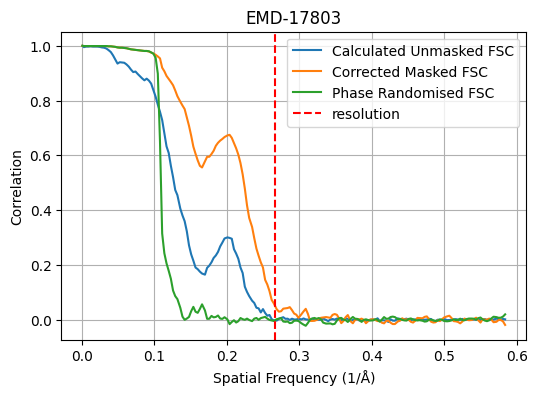 EMD-17803
1.0
0.8
0.6
0.4
0.2
0.0
Correlation
Calculated Unmasked FSC
Corrected Masked FSC
Phase Randomised FSC
resolution
0.0 0.1 0.2 0.3 0.4 0.5 0.6
Spatial Frequency (1/Å)